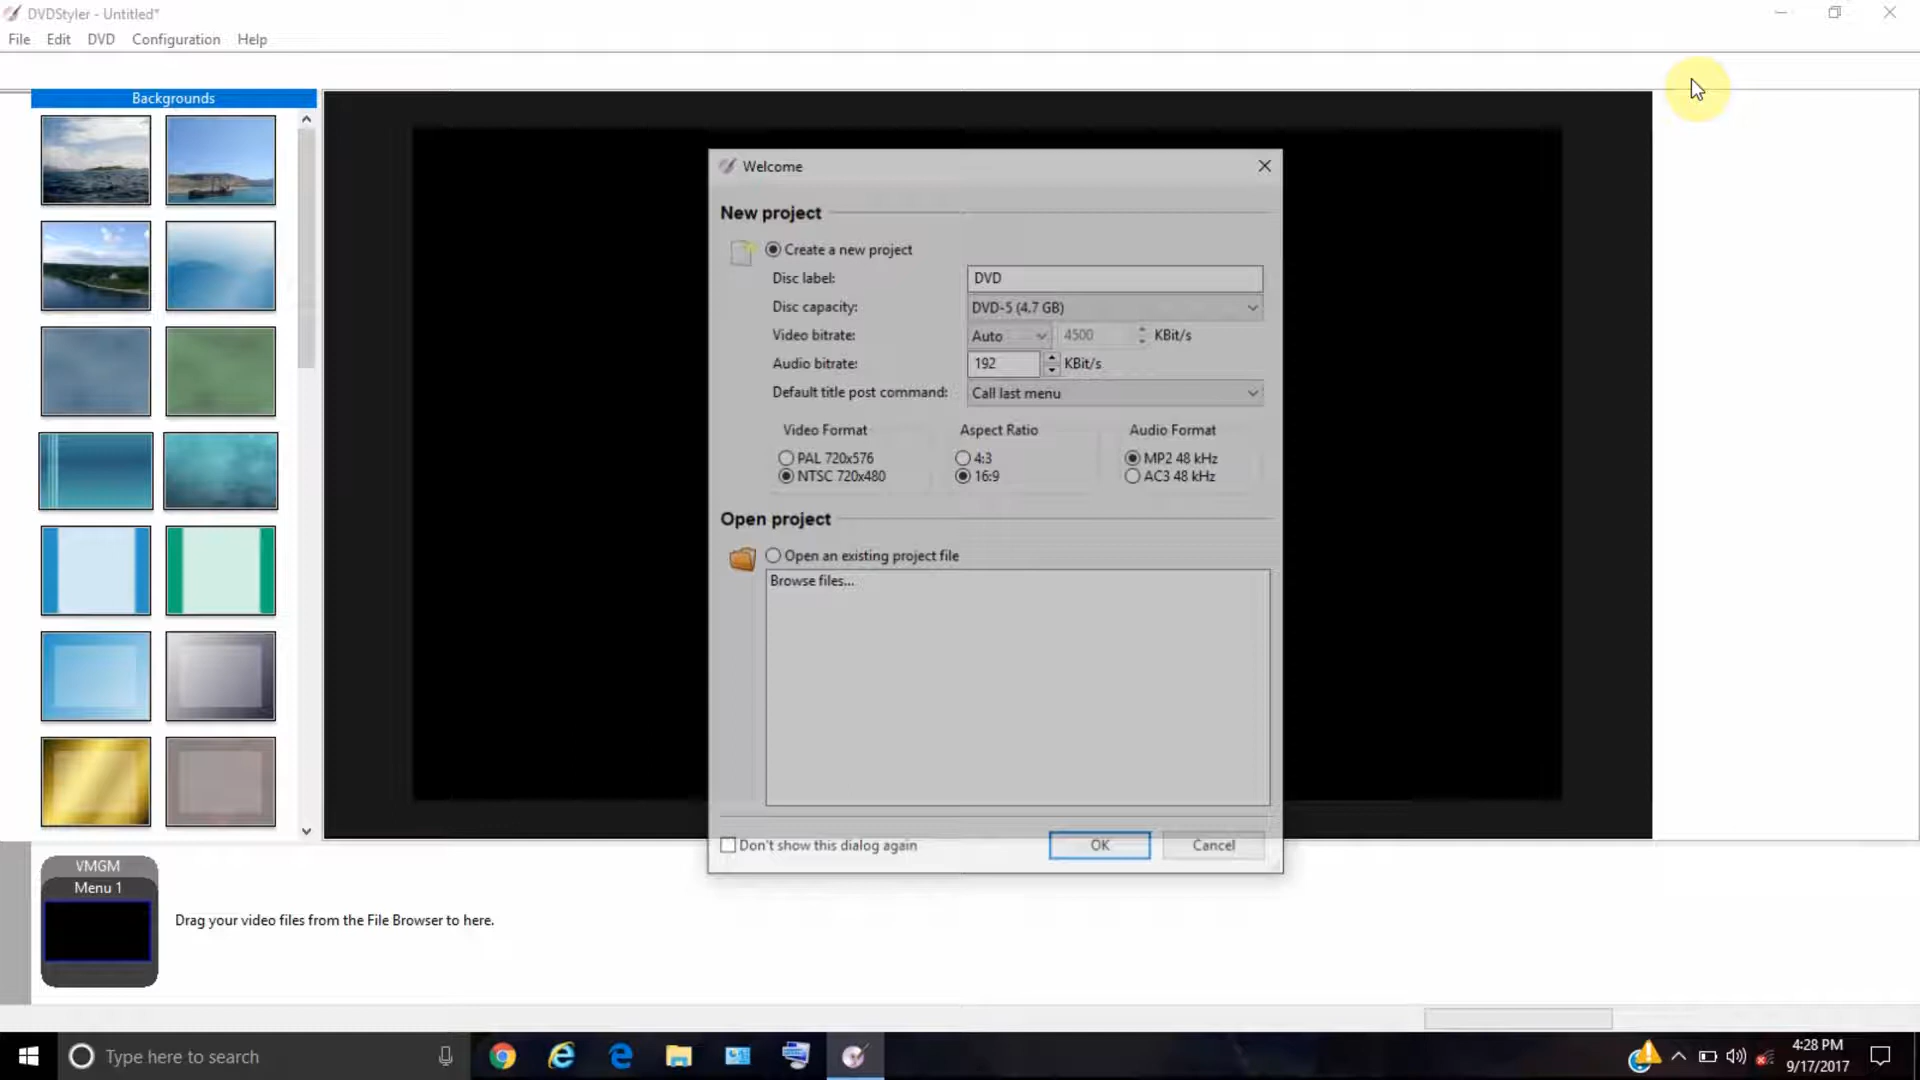 DVDStyler - Untitled*
File Edit DVD Configuration Help
Backgrounds
Welcome
New project
Create a new project
Disc label: DVD
Disc capacity: DVD-5 (4.7 GB)
Video bitrate: Auto 4500 KBit/s
Audio bitrate: 192 KBit/s
Default title post command: Call last menu
Video Format Aspect Ratio Audio Format
PAL 720x576 4:3 MP2 48 kHz
NTSC 720x480 16:9 AC3 48 kHz
Open project
Open an existing project file
Browse files...
Don't show this dialog again OK Cancel
VMGM
Menu 1
Drag your video files from the File Browser to here.
Type here to search
4:28 PM
9/17/2017